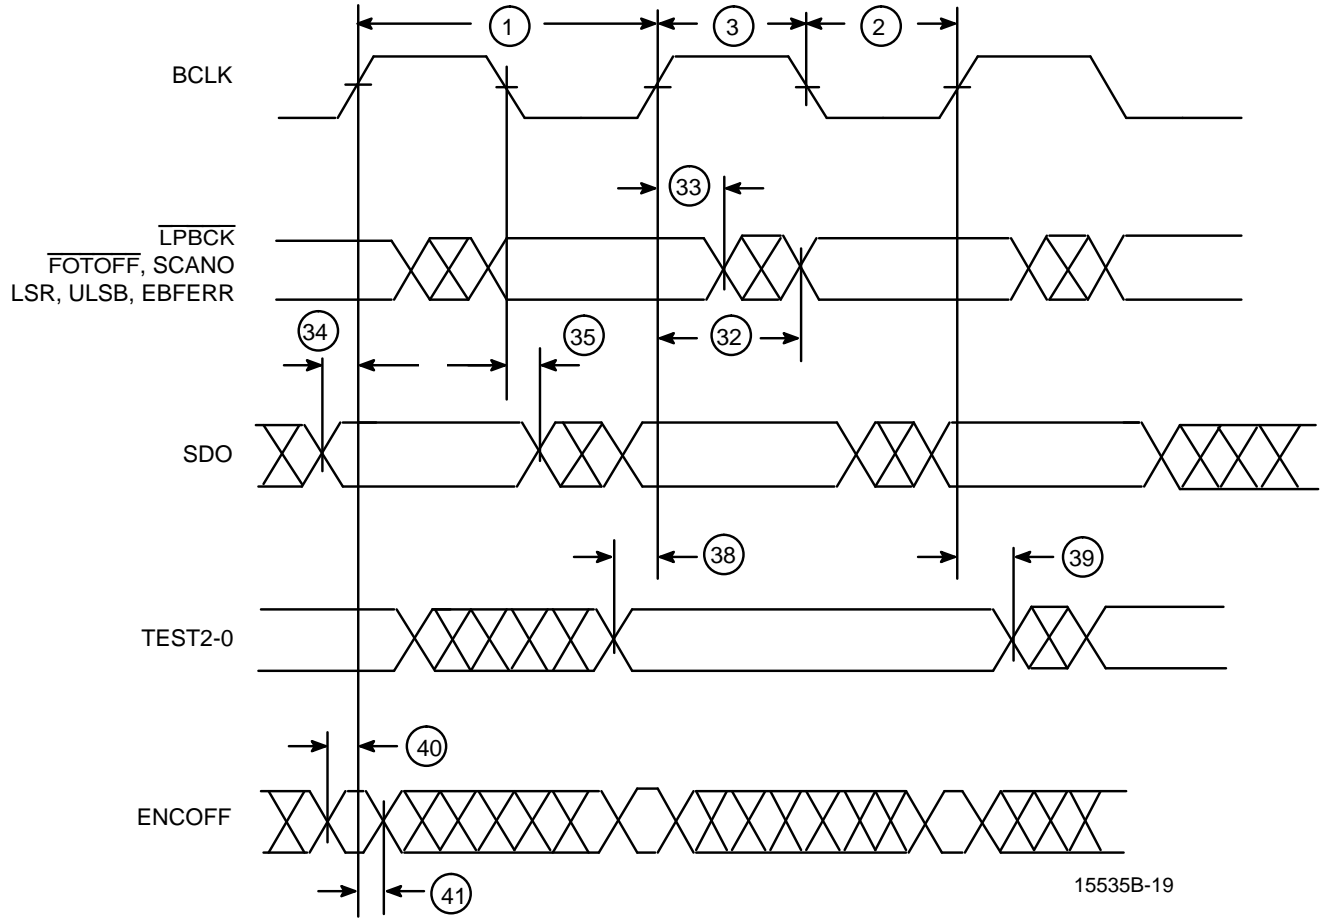 1
3
2
BCLK
33
LPBCK
FOTOFF, SCANO
LSR, ULSB, EBFERR
34
35
32
SDO
38
39
TEST2-0
40
ENCOFF
41
15535B-19